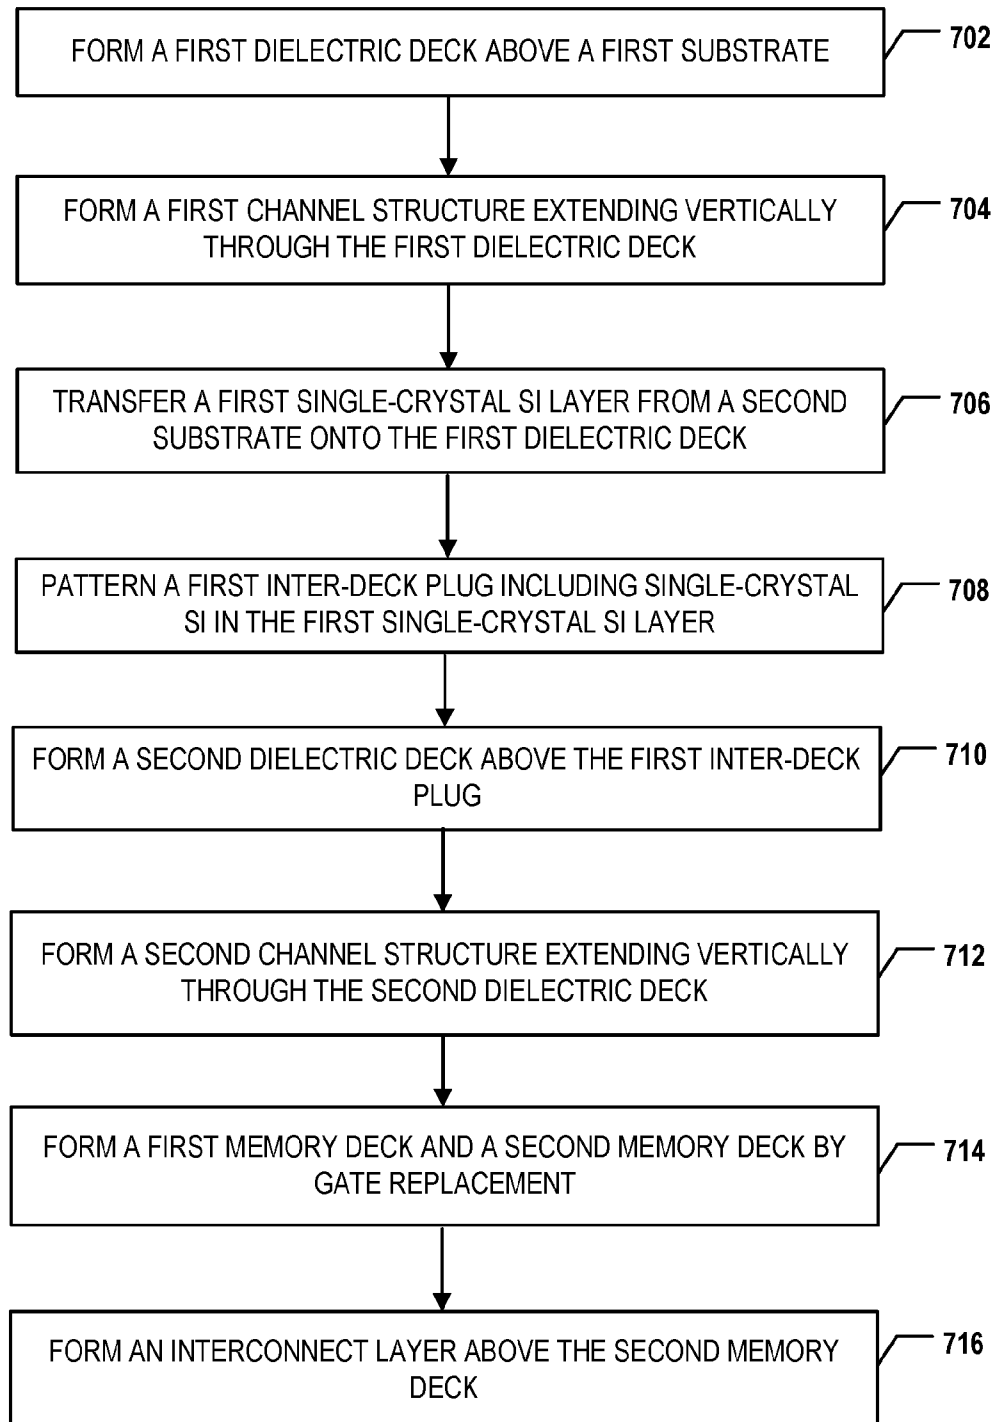 FORM A FIRST DIELECTRIC DECK ABOVE A FIRST SUBSTRATE
702
FORM A FIRST CHANNEL STRUCTURE EXTENDING VERTICALLY
THROUGH THE FIRST DIELECTRIC DECK
704
TRANSFER A FIRST SINGLE-CRYSTAL SI LAYER FROM A SECOND
SUBSTRATE ONTO THE FIRST DIELECTRIC DECK
706
PATTERN A FIRST INTER-DECK PLUG INCLUDING SINGLE-CRYSTAL
SI IN THE FIRST SINGLE-CRYSTAL SI LAYER
708
FORM A SECOND DIELECTRIC DECK ABOVE THE FIRST INTER-DECK
PLUG
710
FORM A SECOND CHANNEL STRUCTURE EXTENDING VERTICALLY
THROUGH THE SECOND DIELECTRIC DECK
712
FORM A FIRST MEMORY DECK AND A SECOND MEMORY DECK BY
GATE REPLACEMENT
714
FORM AN INTERCONNECT LAYER ABOVE THE SECOND MEMORY
DECK
716